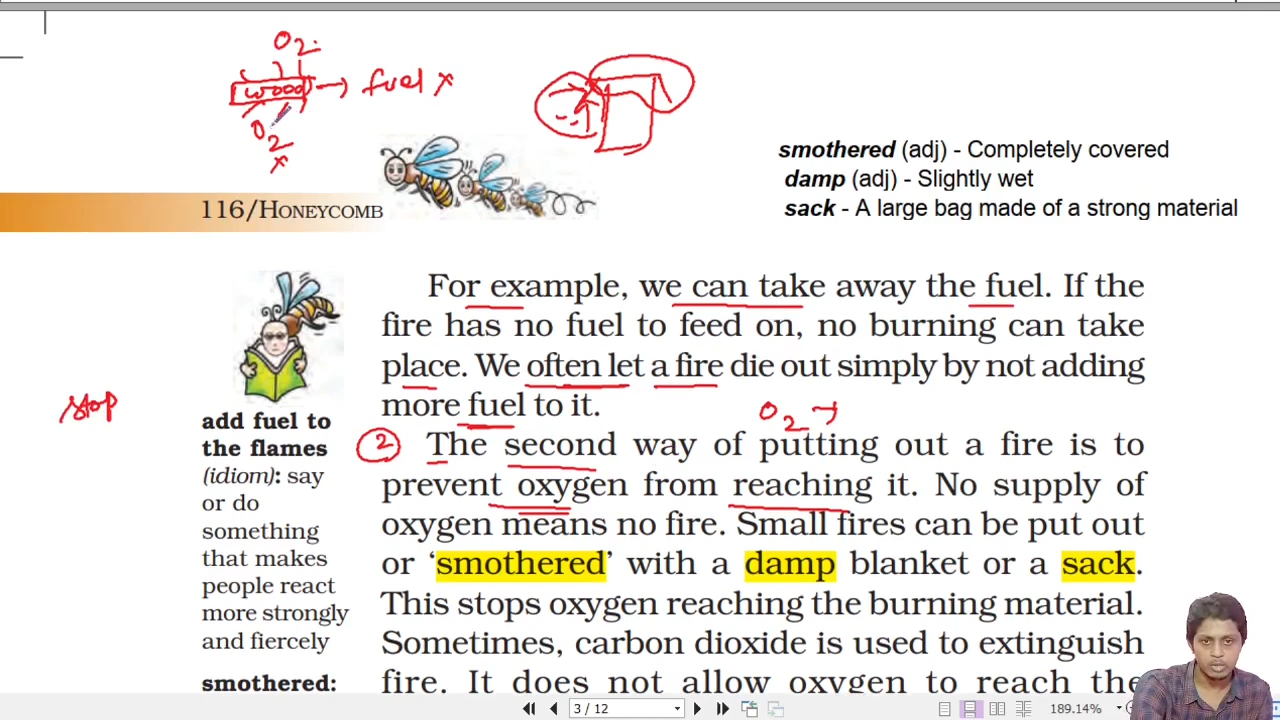 O2
wood → fuel x
O2
x
smothered (adj) - Completely covered
damp (adj) - Slightly wet
sack - A large bag made of a strong material
116/HONEYCOMB
For example, we can take away the fuel. If the
fire has no fuel to feed on, no burning can take
place. We often let a fire die out simply by not adding
more fuel to it.
stop
add fuel to
the flames
(idiom): say
or do
something
that makes
people react
more strongly
and fiercely
smothered:
O2 →
2 The second way of putting out a fire is to
prevent oxygen from reaching it. No supply of
oxygen means no fire. Small fires can be put out
or ‘smothered’ with a damp blanket or a sack.
This stops oxygen reaching the burning material.
Sometimes, carbon dioxide is used to extinguish
fire. It does not allow oxygen to reach the
3 / 12
189.14%